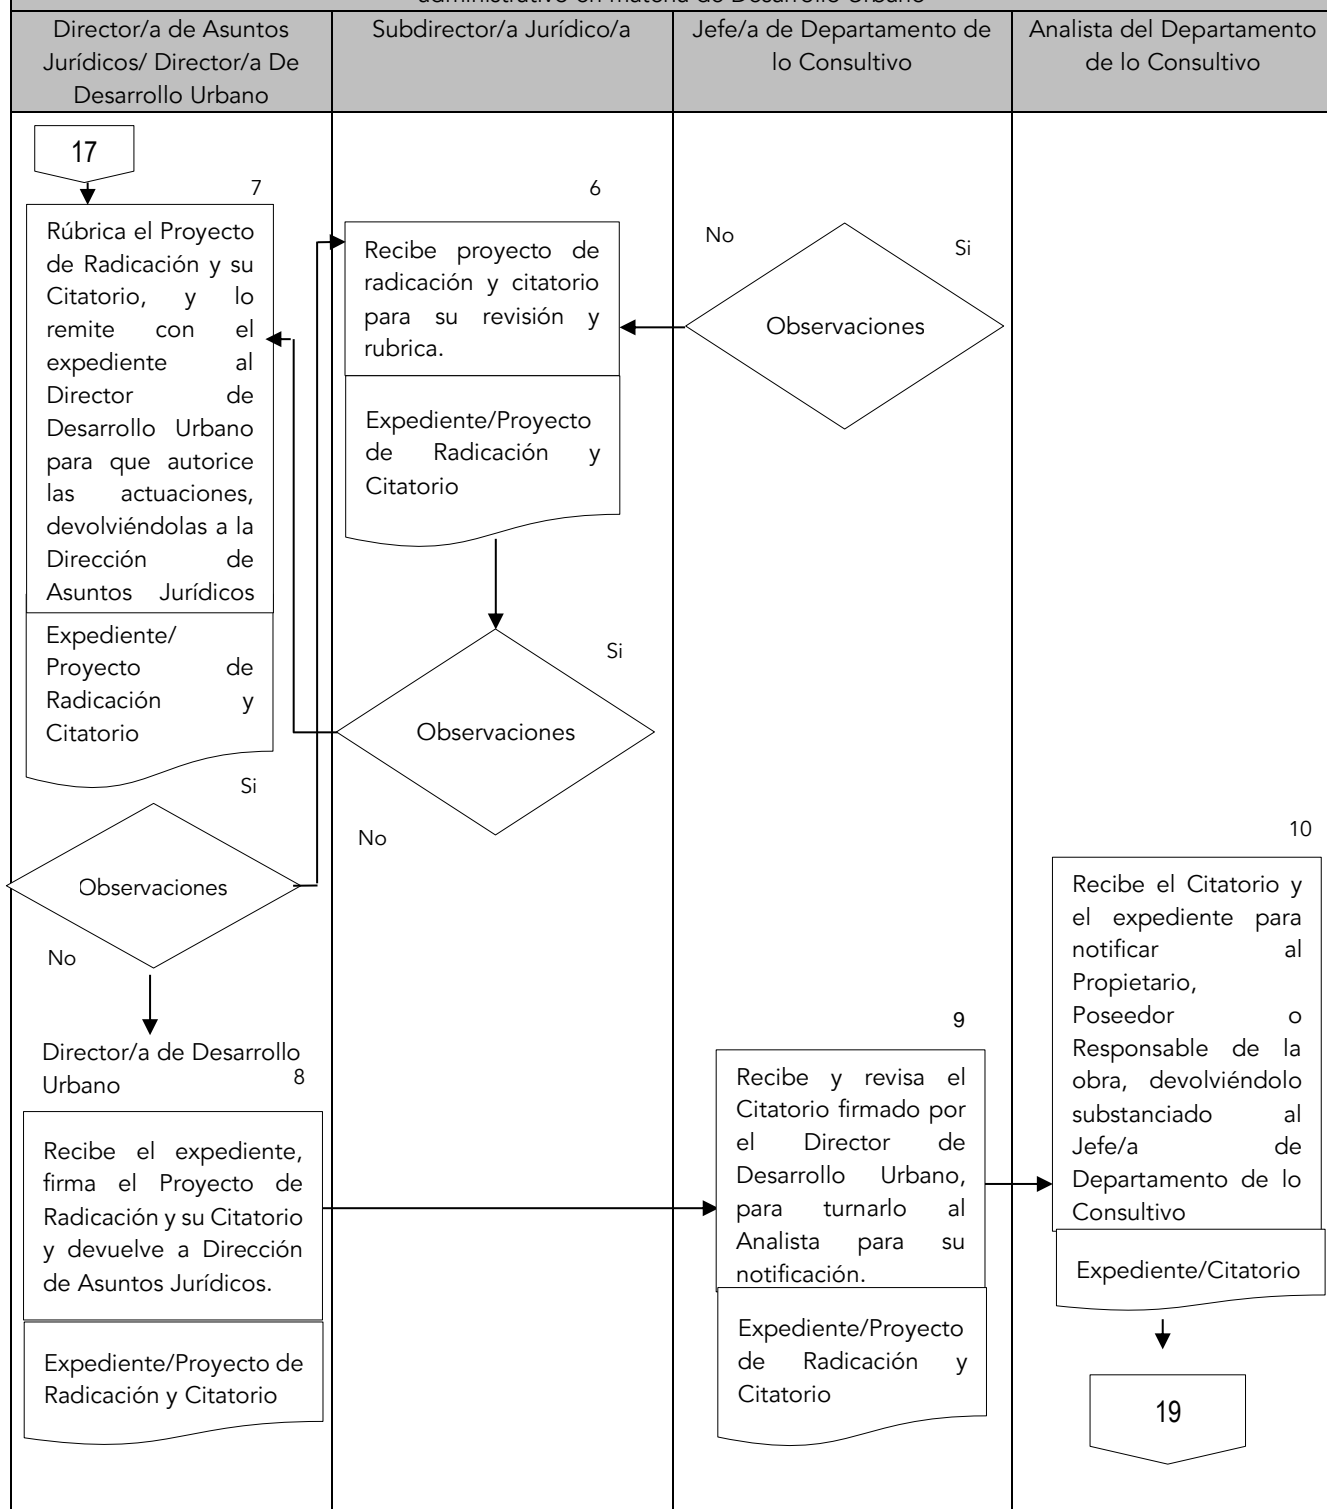 administrativo en materia de Desarrollo Urbano
Director/a de Asuntos
Jurídicos/ Director/a De
Desarrollo Urbano
Subdirector/a Jurídico/a
Jefe/a de Departamento de
lo Consultivo
Analista del Departamento
de lo Consultivo
17
7
Rúbrica el Proyecto
de Radicación y su
Citatorio, y lo
remite con el
expediente al
Director de
Desarrollo Urbano
para que autorice
las actuaciones,
devolviéndolas a la
Dirección de
Asuntos Jurídicos
Expediente/
Proyecto de
Radicación y
Citatorio
Si
Observaciones
No
Director/a de Desarrollo
Urbano
8
Recibe el expediente,
firma el Proyecto de
Radicación y su Citatorio
y devuelve a Dirección
de Asuntos Jurídicos.
Expediente/Proyecto de
Radicación y Citatorio
6
Recibe proyecto de
radicación y citatorio
para su revisión y
rubrica.
Expediente/Proyecto
de Radicación y
Citatorio
Si
Observaciones
No
No
Si
Observaciones
9
Recibe y revisa el
Citatorio firmado por
el Director de
Desarrollo Urbano,
para turnarlo al
Analista para su
notificación.
Expediente/Proyecto
de Radicación y
Citatorio
10
Recibe el Citatorio y
el expediente para
notificar al
Propietario,
Poseedor o
Responsable de la
obra, devolviéndolo
substanciado al
Jefe/a de
Departamento de lo
Consultivo
Expediente/Citatorio
19